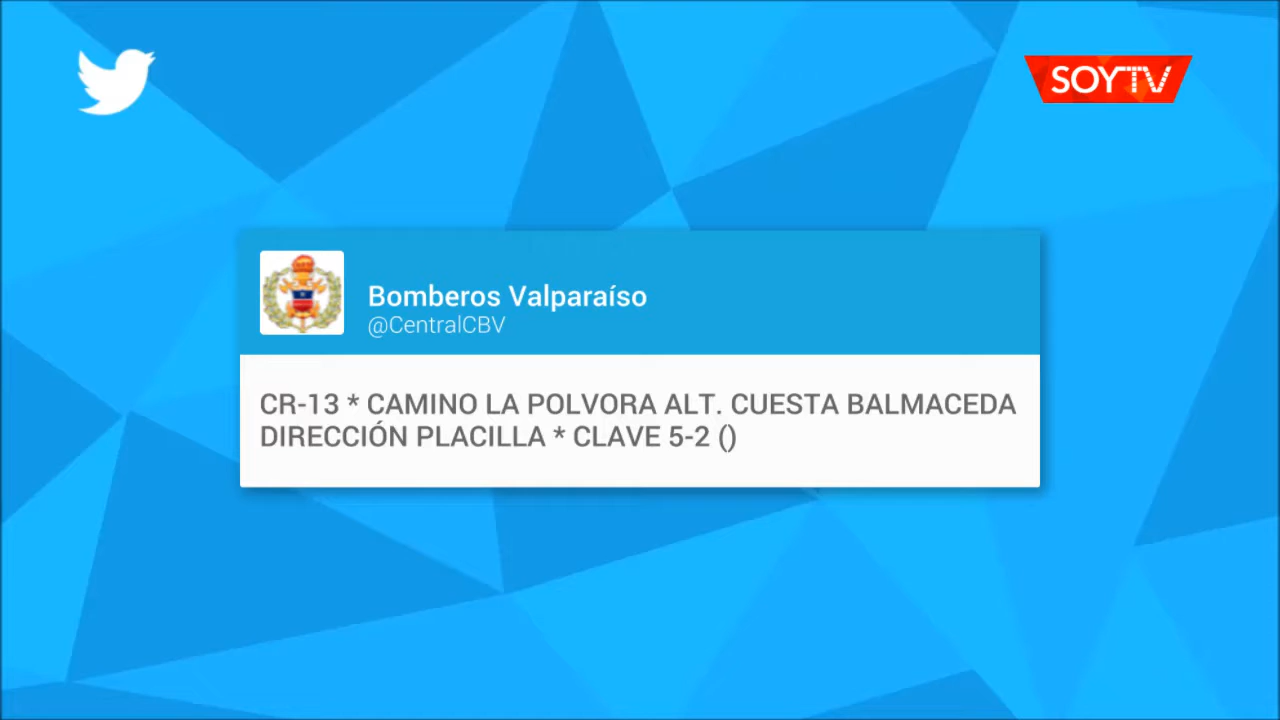 SOYTV
Bomberos Valparaíso
@CentralCBV
CR-13 * CAMINO LA POLVORA ALT. CUESTA BALMACEDA
DIRECCIÓN PLACILLA * CLAVE 5-2 ()